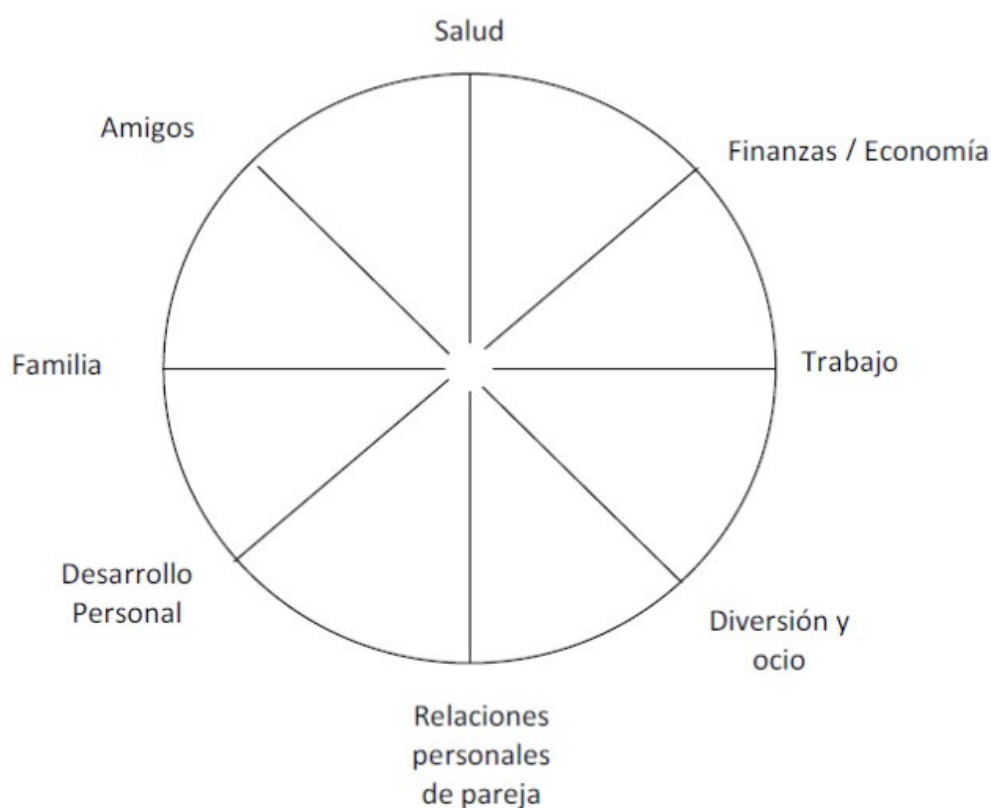 Salud
Amigos
Finanzas / Economía
Familia
Trabajo
Desarrollo
Personal
Diversión y
ocio
Relaciones
personales
de pareja